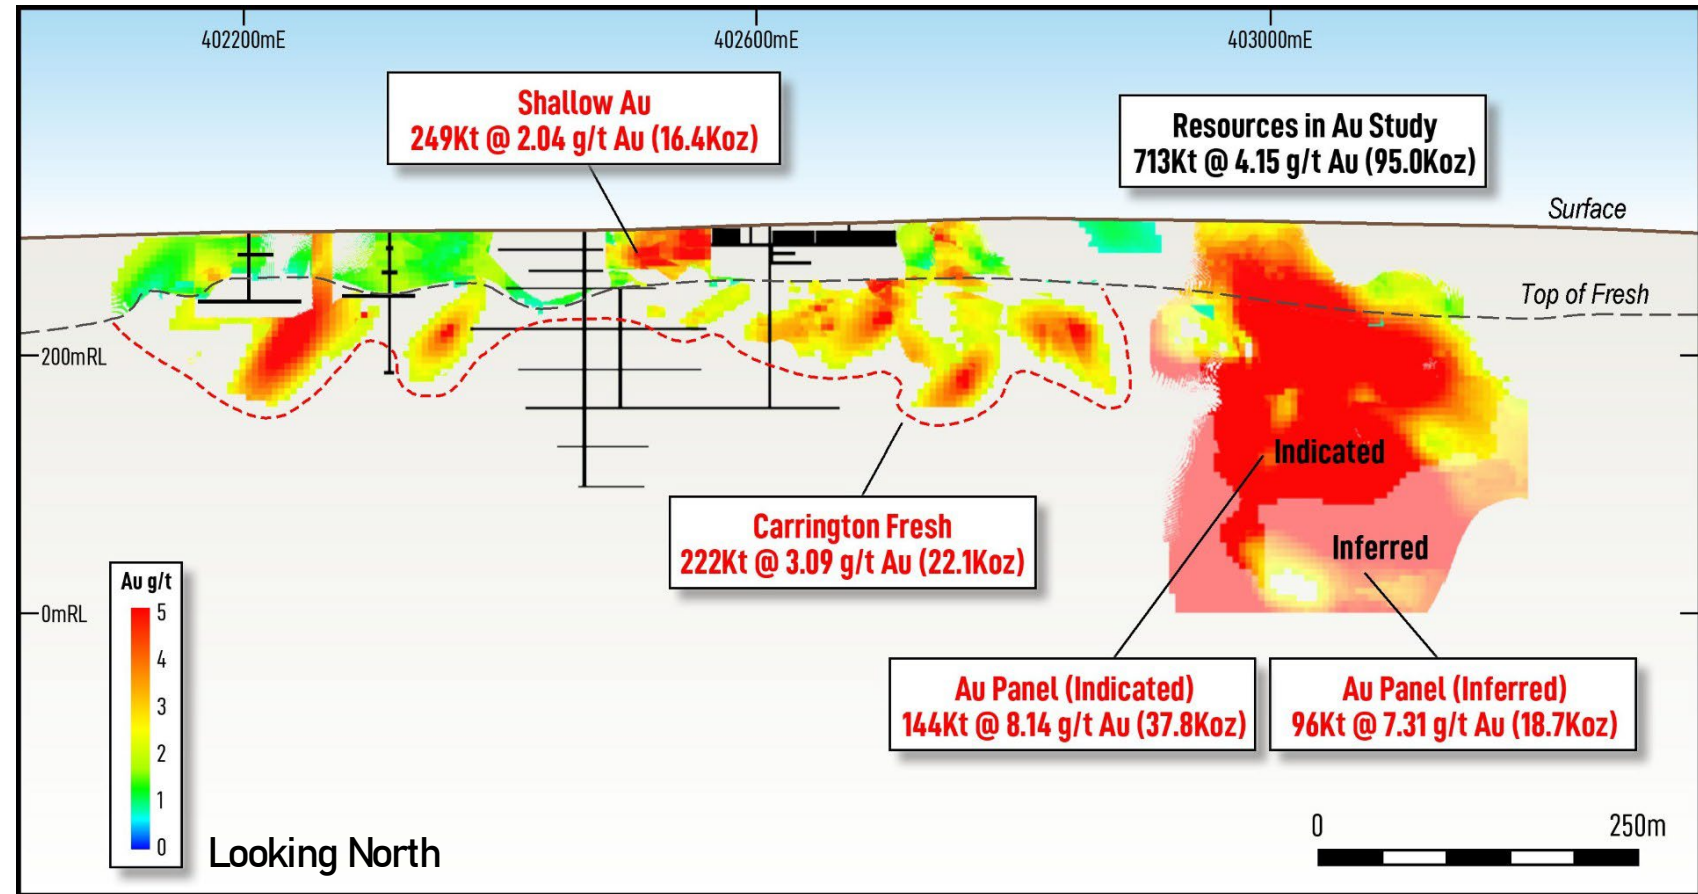 402200mE
402600mE
403000mE
Shallow Au
249Kt @ 2.04 g/t Au (16.4Koz)
Resources in Au Study
713Kt @ 4.15 g/t Au (95.0Koz)
Surface
Top of Fresh
200mRL
Indicated
Carrington Fresh
222Kt @ 3.09 g/t Au (22.1Koz)
Inferred
0mRL
Au g/t
5
4
3
2
1
0
Au Panel (Indicated)
144Kt @ 8.14 g/t Au (37.8Koz)
Au Panel (Inferred)
96Kt @ 7.31 g/t Au (18.7Koz)
Looking North
0 250m